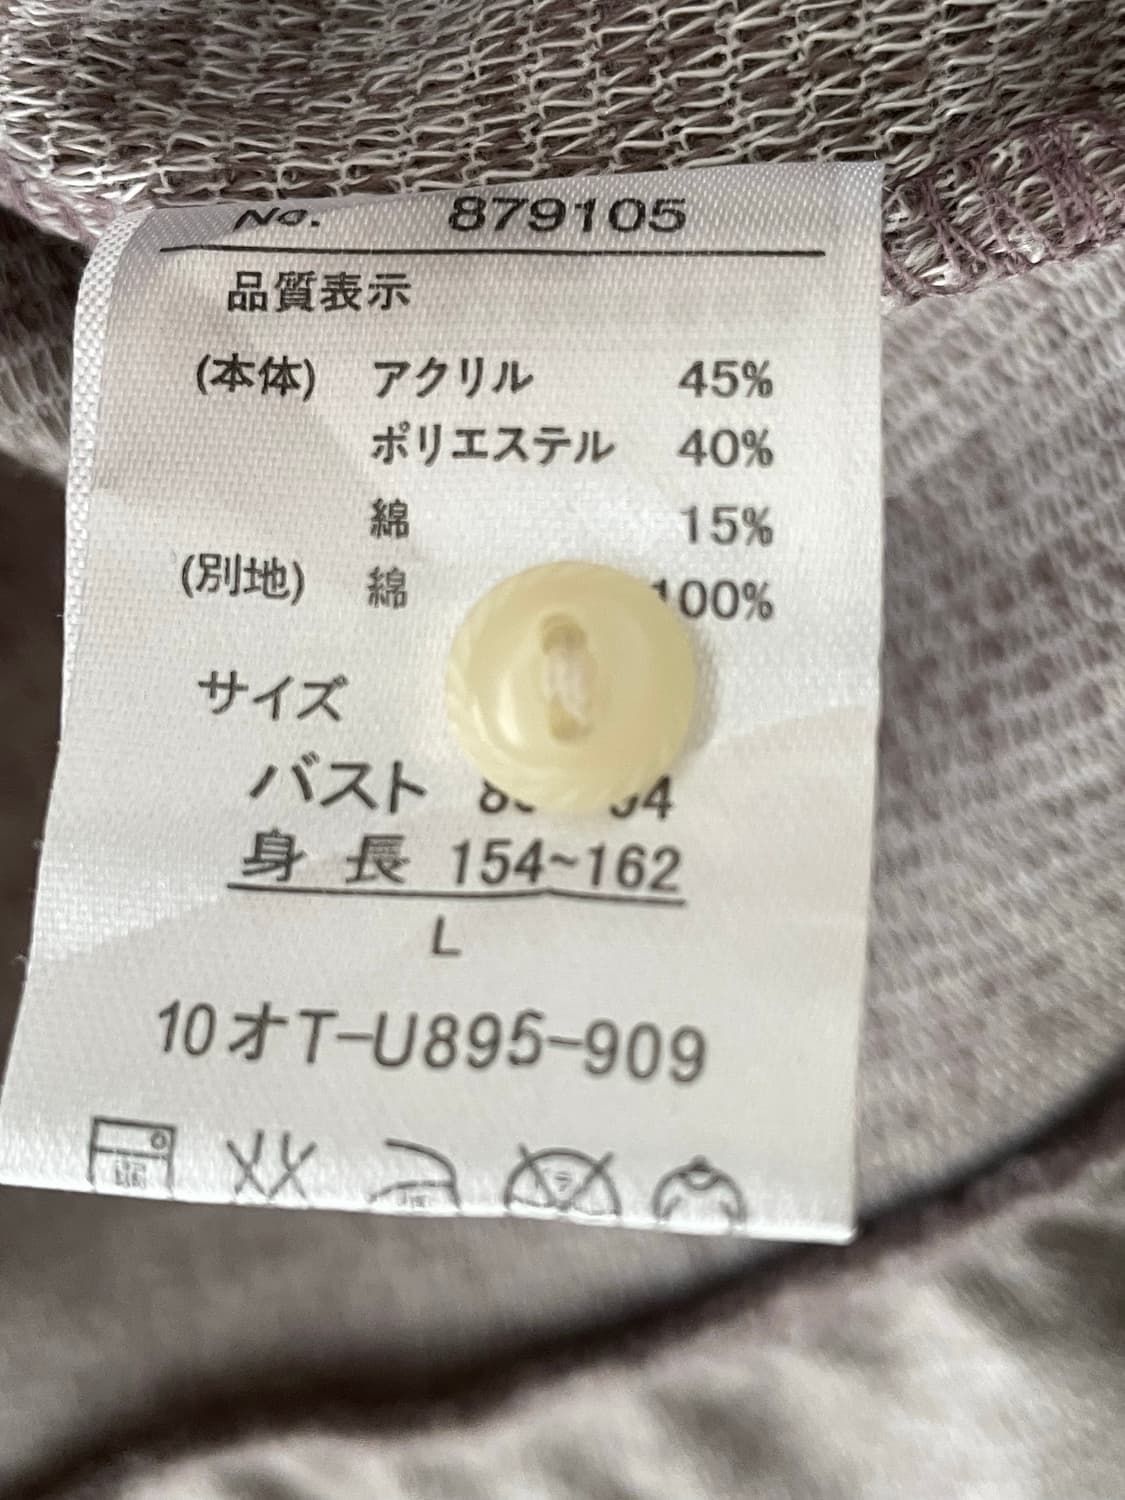 No. 879105
品質表示
(本体) アクリル 45%
ポリエステル 40%
綿 15%
(別地) 綿 100%
サイズ
バスト
身長 154~162
L
10オT-U895-909